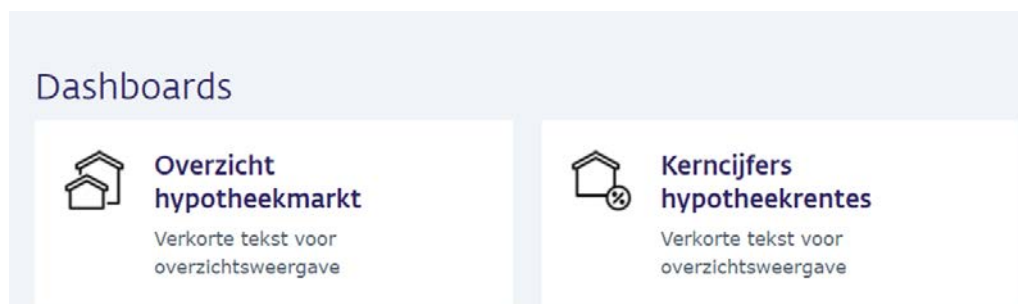 Dashboards
Overzicht
hypotheekmarkt
Verkorte tekst voor
overzichtsweergave
%
Kerncijfers
hypotheekrentes
Verkorte tekst voor
overzichtsweergave